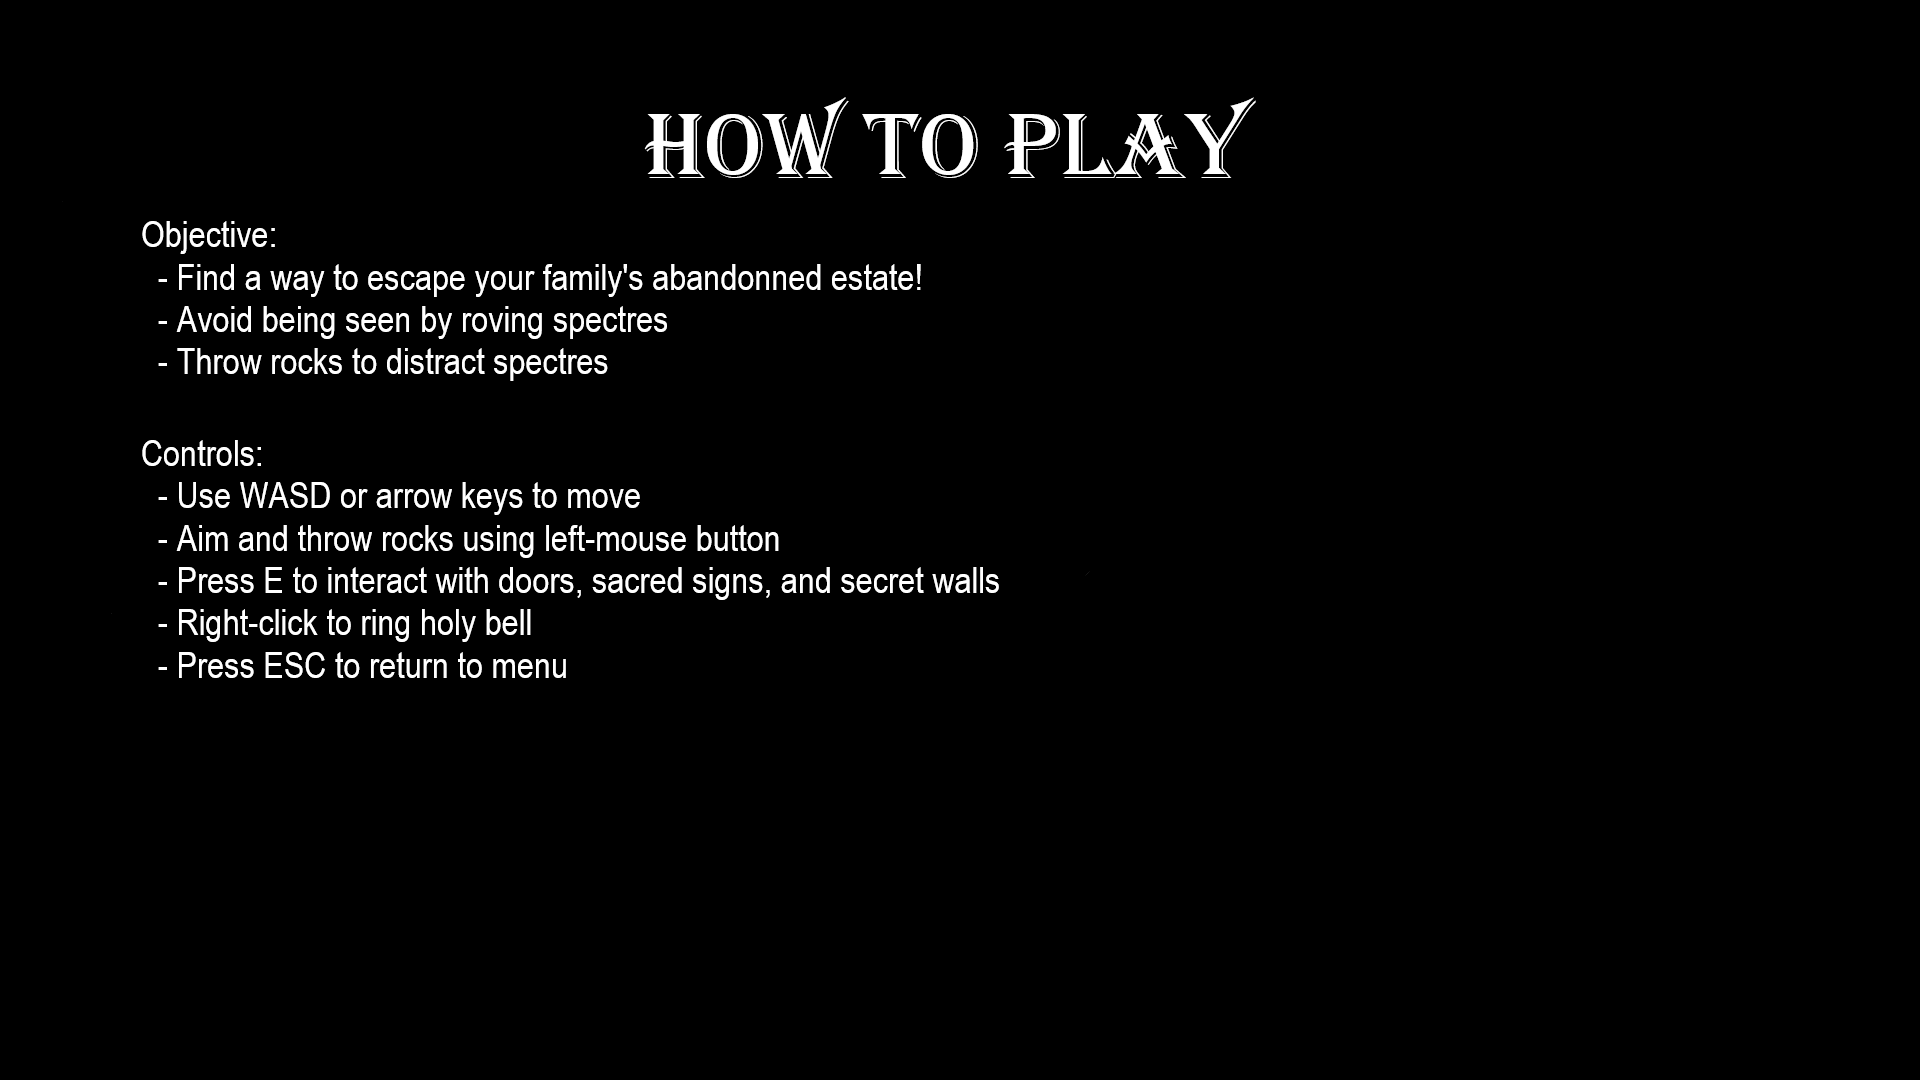 HOW TO PLAY
Objective:
- Find a way to escape your family's abandonned estate!
- Avoid being seen by roving spectres
- Throw rocks to distract spectres
Controls:
- Use WASD or arrow keys to move
- Aim and throw rocks using left-mouse button
- Press E to interact with doors, sacred signs, and secret walls
- Right-click to ring holy bell
- Press ESC to return to menu